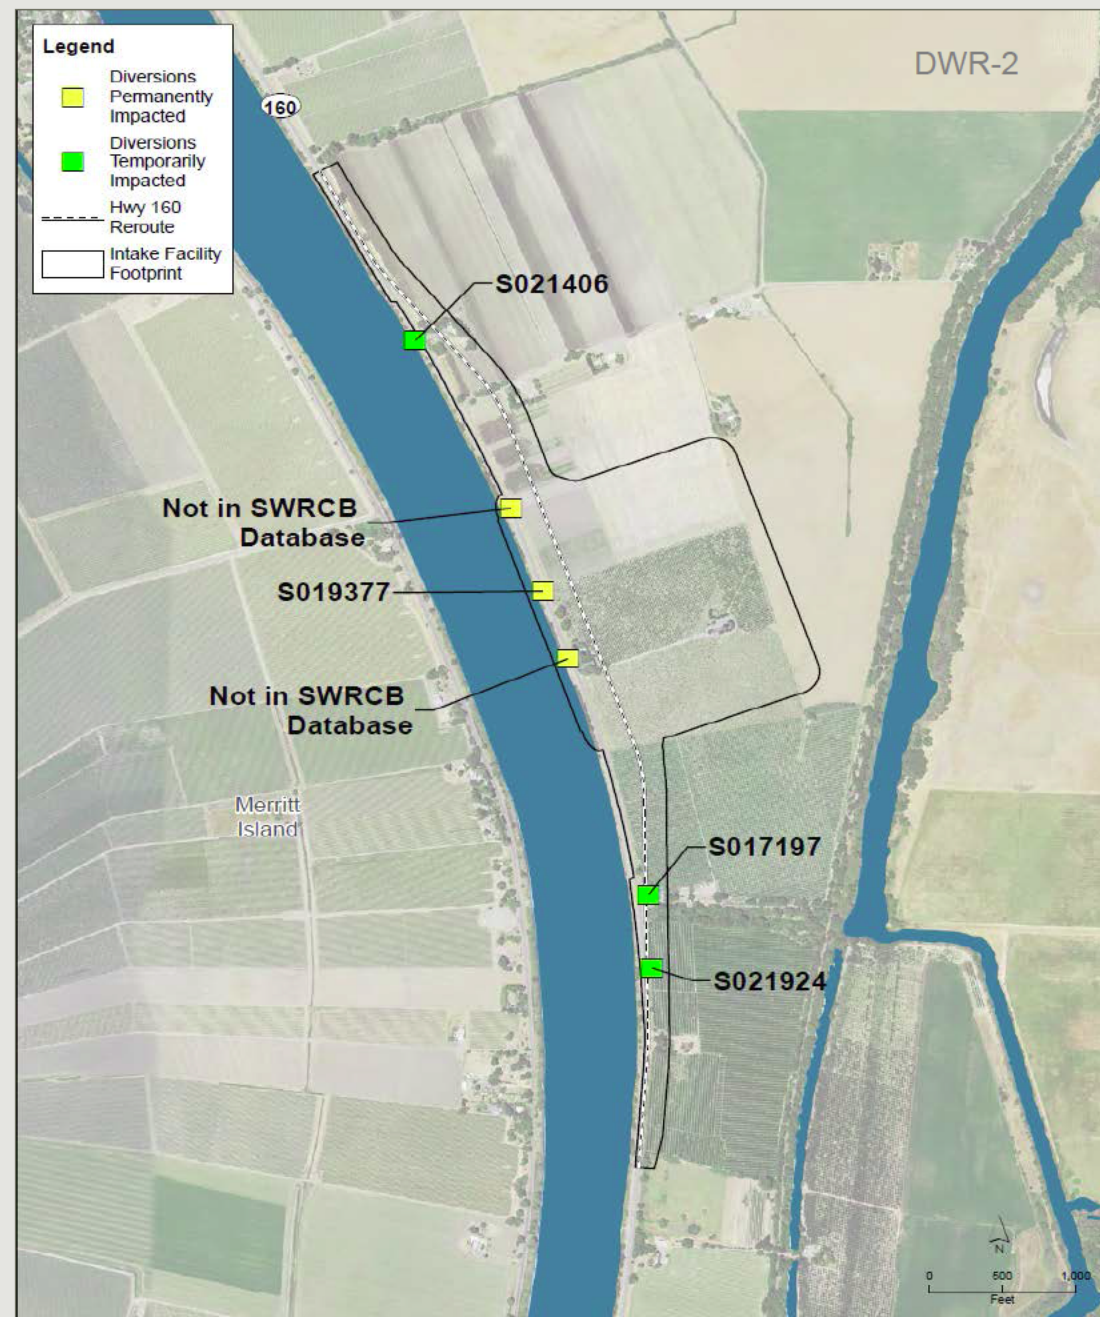 DWR-2
Legend
Diversions
Permanently
Impacted
Diversions
Temporarily
Impacted
Hwy 160
Reroute
Intake Facility
Footprint
160
S021406
Not in SWRCB
Database
S019377
Not in SWRCB
Database
Merritt
Island
S017197
S021924
N
0 500 1,000
Feet